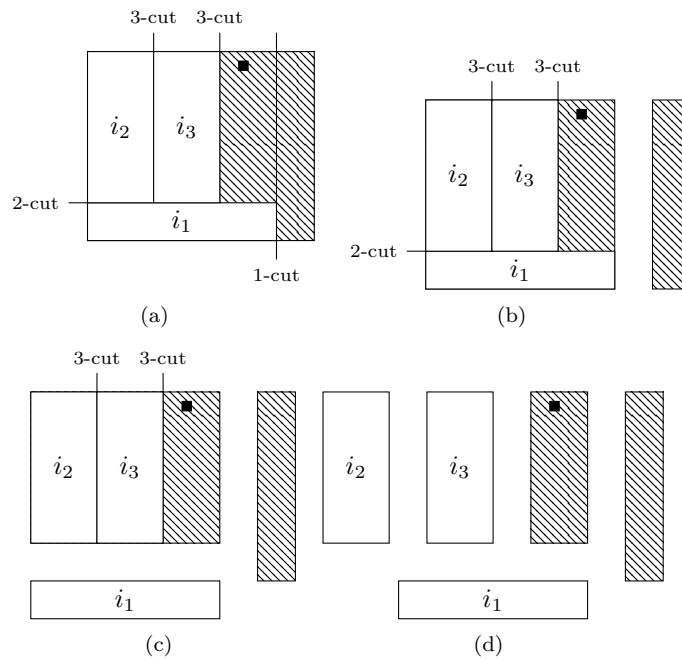 3-cut 3-cut
3-cut 3-cut
i₂ i₃
i₂ i₃
2-cut
i₁
2-cut
i₁
1-cut
(a) (b)
3-cut 3-cut
i₂ i₃ i₂ i₃
i₁ i₁
(c) (d)